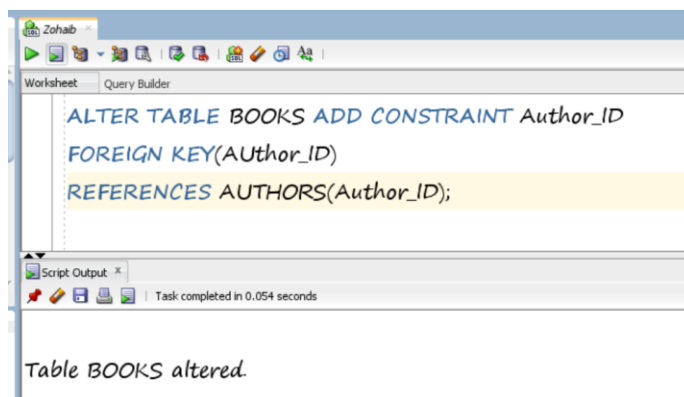 Zohaib
Worksheet Query Builder
ALTER TABLE BOOKS ADD CONSTRAINT Author_ID
FOREIGN KEY(AUthor_ID)
REFERENCES AUTHORS(Author_ID);
Script Output x
Task completed in 0.054 seconds
Table BOOKS altered.